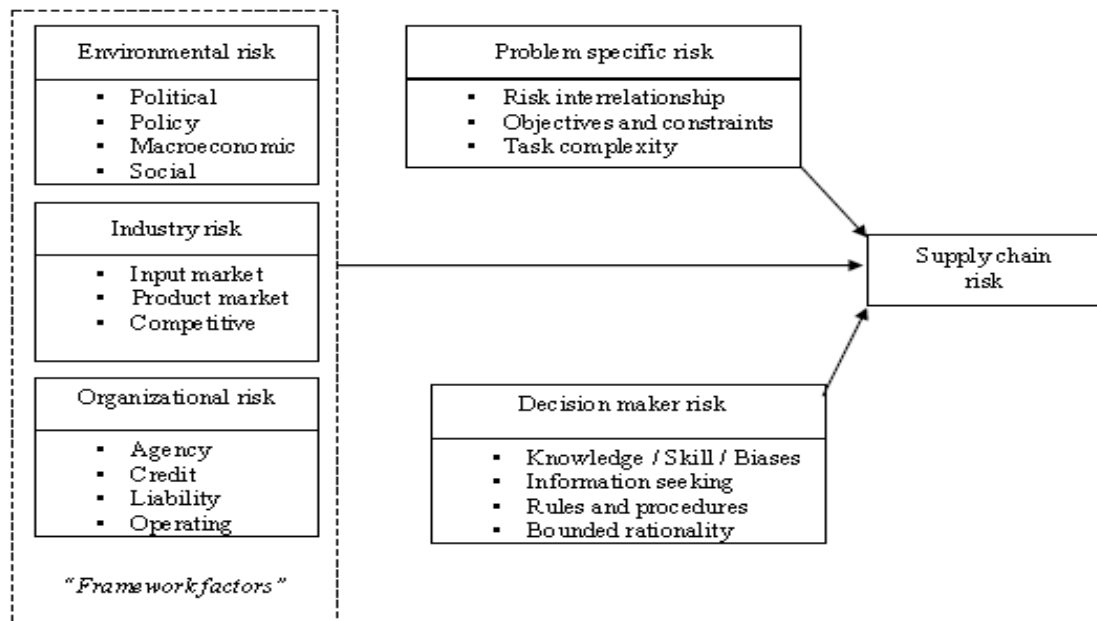 Environmental risk
▪ Political
▪ Policy
▪ Macroeconomic
▪ Social
Industry risk
▪ Input market
▪ Product market
▪ Competitive
Organizational risk
▪ Agency
▪ Credit
▪ Liability
▪ Operating
“Framework factors”
Problem specific risk
▪ Risk interrelationship
▪ Objectives and constraints
▪ Task complexity
Decision maker risk
▪ Knowledge / Skill / Biases
▪ Information seeking
▪ Rules and procedures
▪ Bounded rationality
Supply chain
risk